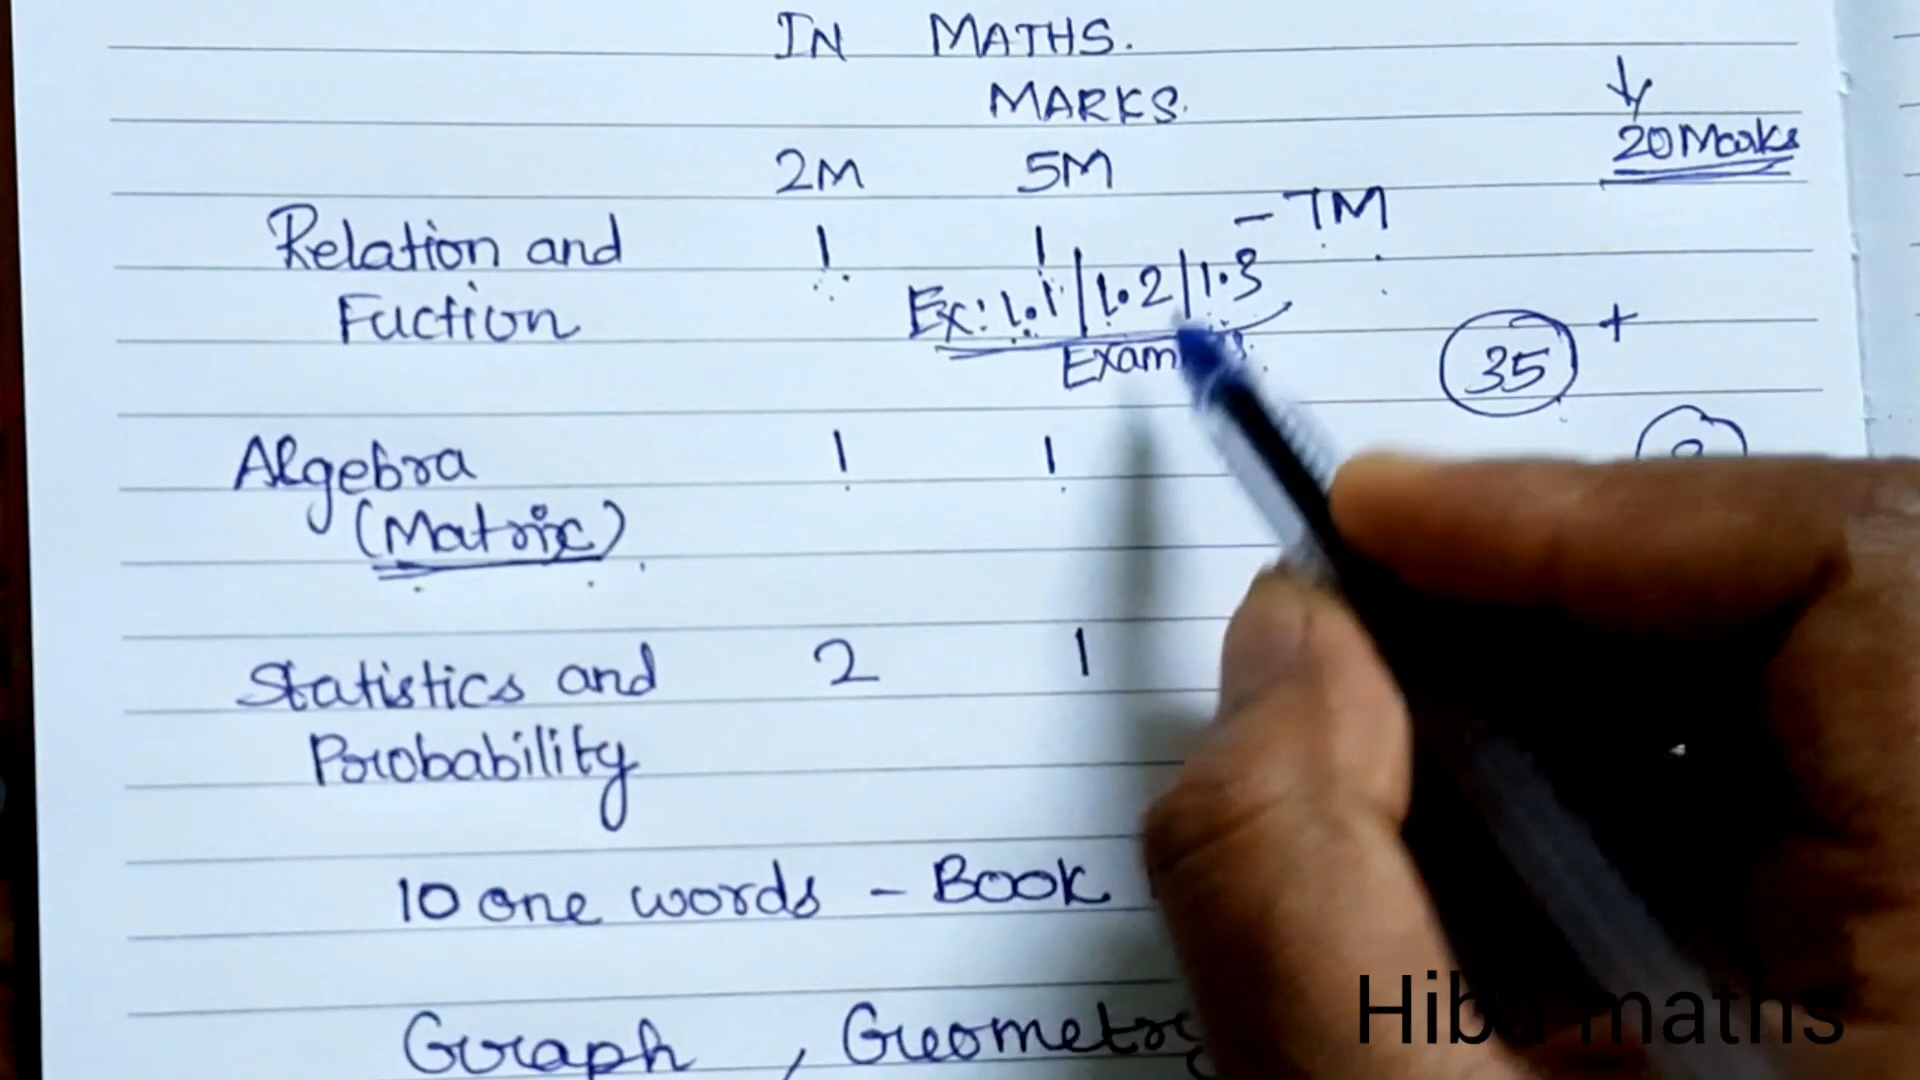 IN MATHS.
MARKS.
20 Marks
2M 5M
Relation and 1 1 - 7M
Fuction Ex: 1.1 | 1.2 | 1.3
35 +
Algebra 1 1
(Matric)
Statistics and 2 1
Probability
10 one words - Book
Graph , Geometry
Hiba maths